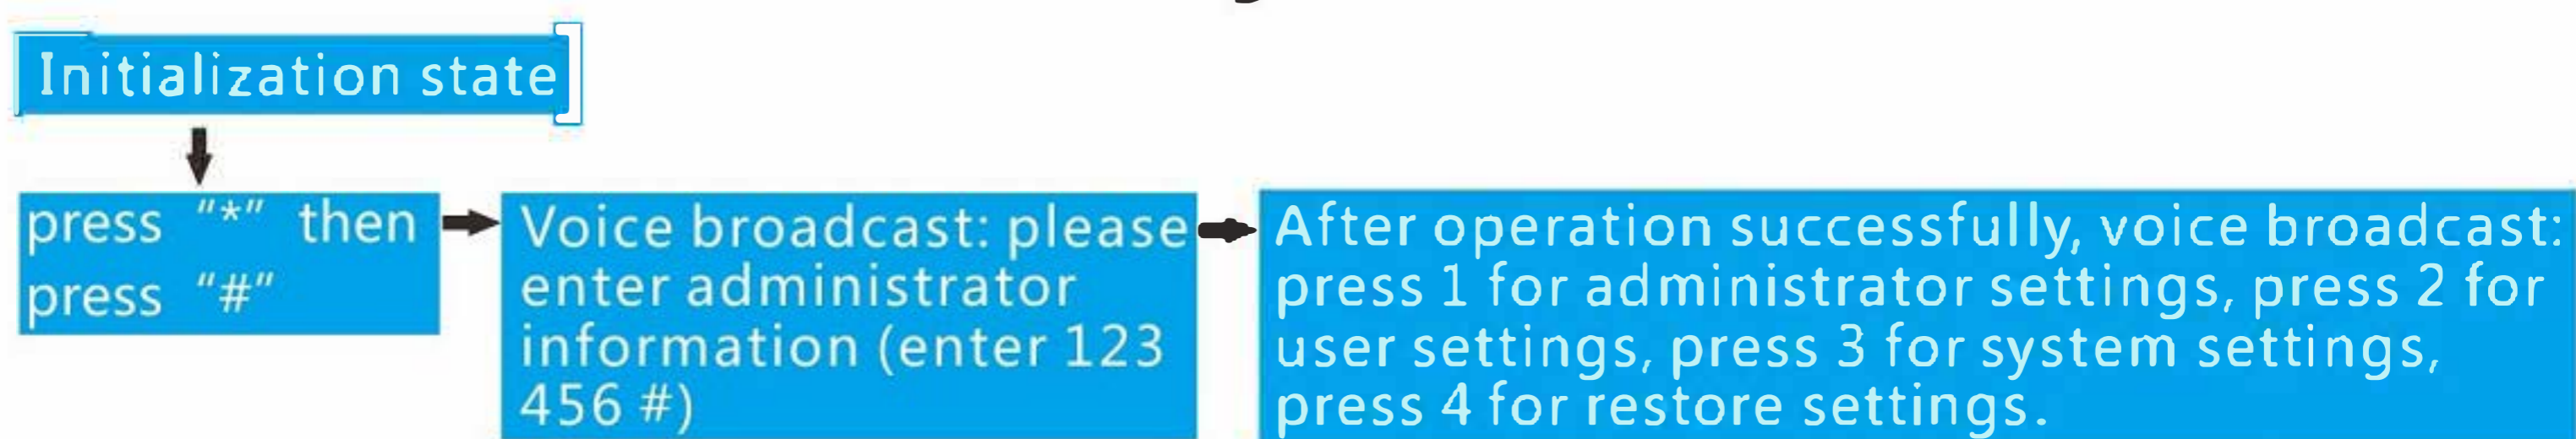 Initialization state
press "*" then
press "#"
Voice broadcast: please
enter administrator
information (enter 123
456 #)
After operation successfully, voice broadcast:
press 1 for administrator settings, press 2 for
user settings, press 3 for system settings,
press 4 for restore settings.